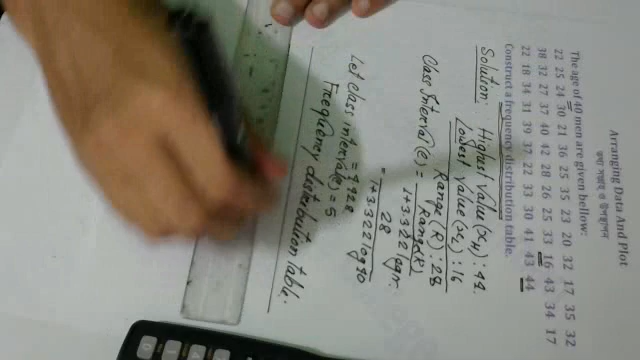 Arranging Data And Plot
The age of 40 men are given bellow:
22 25 24 30 21 36 25 35 23 20 32 17 35 32
38 32 27 37 40 42 28 26 25 33 16 43 34 17
22 18 34 31 39 37 22 33 30 41 43 44
Construct a frequency distribution table.
Solution: Highest Value (xH): 44.
Lowest Value (xL): 16
Range (R): 28
Class Interval (c) = Range (R)
1+3.322 log n.
= 28
1+3.322 log 40
= 4.428
Let class interval (c) = 5
Frequency distribution table: